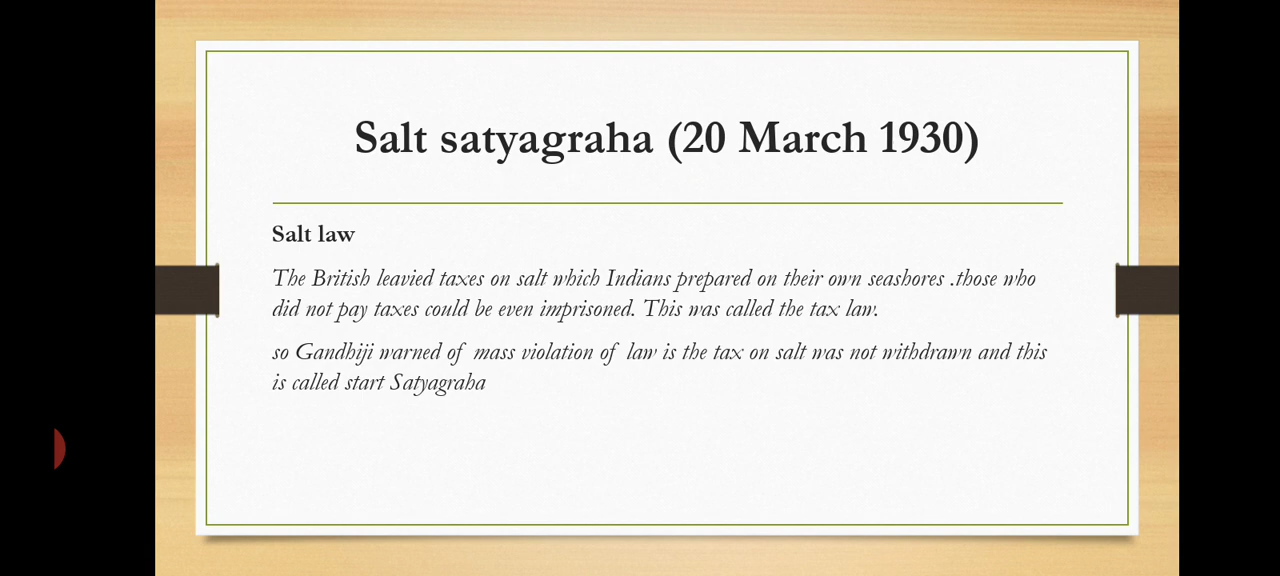 Salt satyagraha (20 March 1930)
Salt law
The British leavied taxes on salt which Indians prepared on their own seashores .those who
did not pay taxes could be even imprisoned. This was called the tax law.
so Gandhiji warned of  mass violation of  law is the tax on salt was not withdrawn and this
is called start Satyagraha